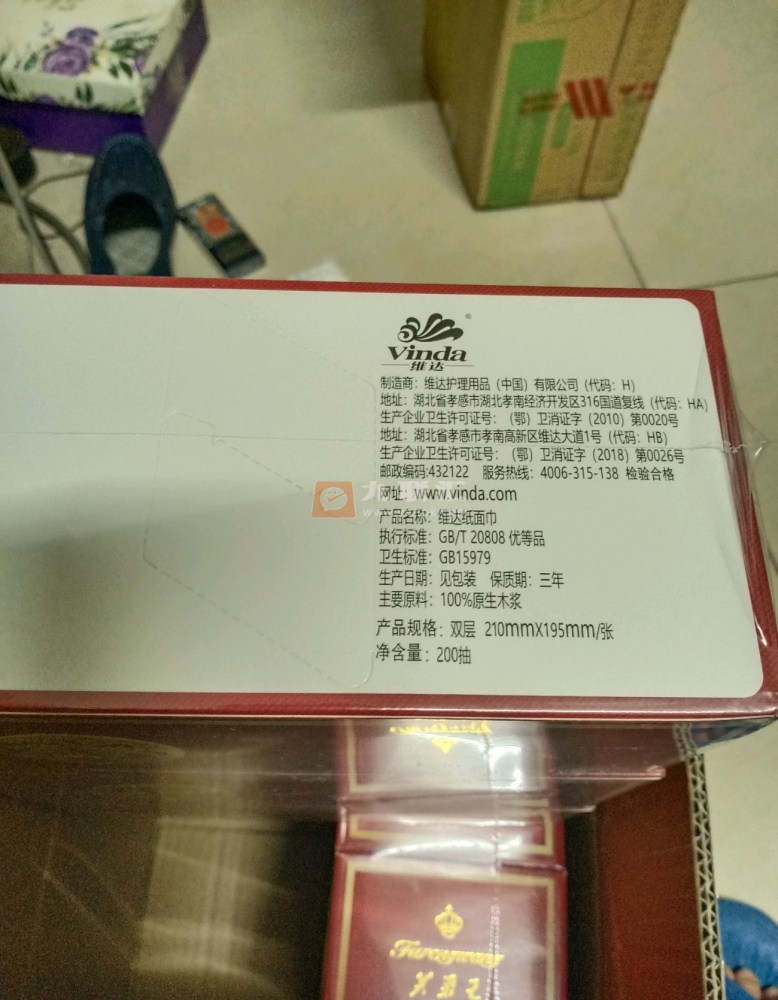 Vinda
维达
制造商：维达护理用品（中国）有限公司（代码：H）
地址：湖北省孝感市湖北孝南经济开发区316国道复线（代码：HA）
生产企业卫生许可证号：（鄂）卫消证字（2010）第0020号
地址：湖北省孝感市孝南高新区维达大道1号（代码：HB）
生产企业卫生许可证号：（鄂）卫消证字（2018）第0026号
邮政编码:432122 服务热线：4006-315-138 检验合格
网址：www.vinda.com
产品名称：维达纸面巾
执行标准：GB/T 20808 优等品
卫生标准：GB15979
生产日期：见包装 保质期：三年
主要原料：100%原生木浆
产品规格：双层 210mmX195mm/张
净含量：200抽